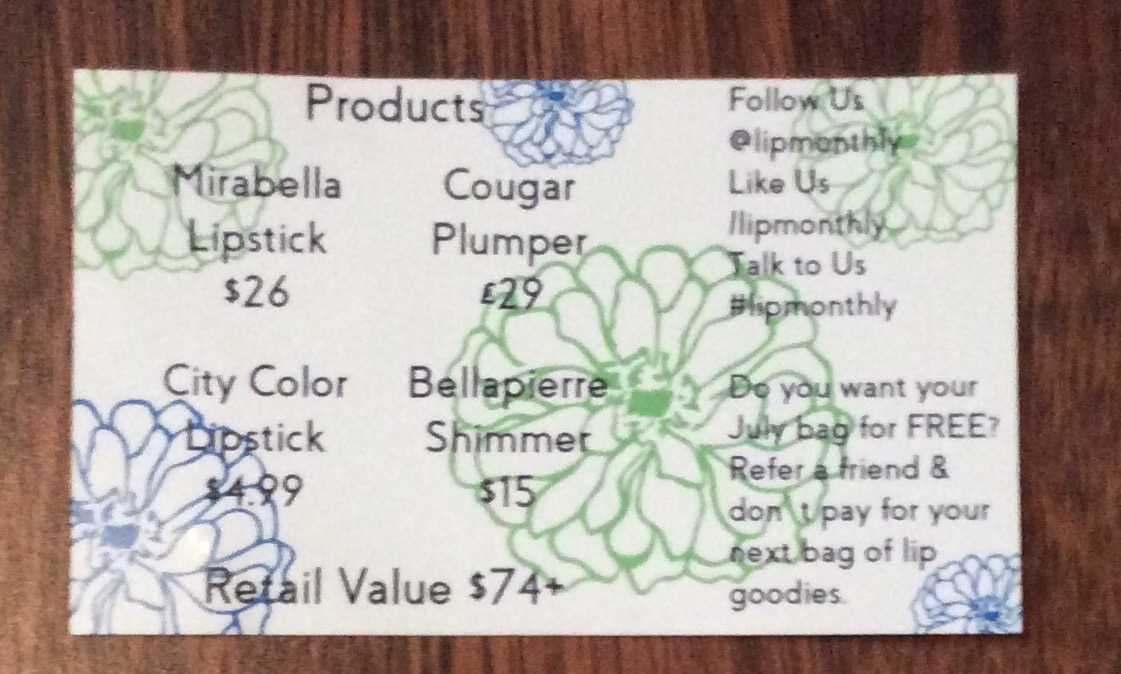 Products
Mirabella
Lipstick
$26
Cougar
Plumper
£29
City Color
Lipstick
$4.99
Bellapierre
Shimmer
$15
Retail Value $74+
Follow Us
@lipmonthly
Like Us
/lipmonthly
Talk to Us
#lipmonthly
Do you want your
July bag for FREE?
Refer a friend &
don t pay for your
next bag of lip
goodies.